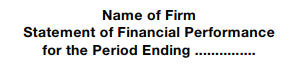 Name of Firm
Statement of Financial Performance
for the Period Ending ...............